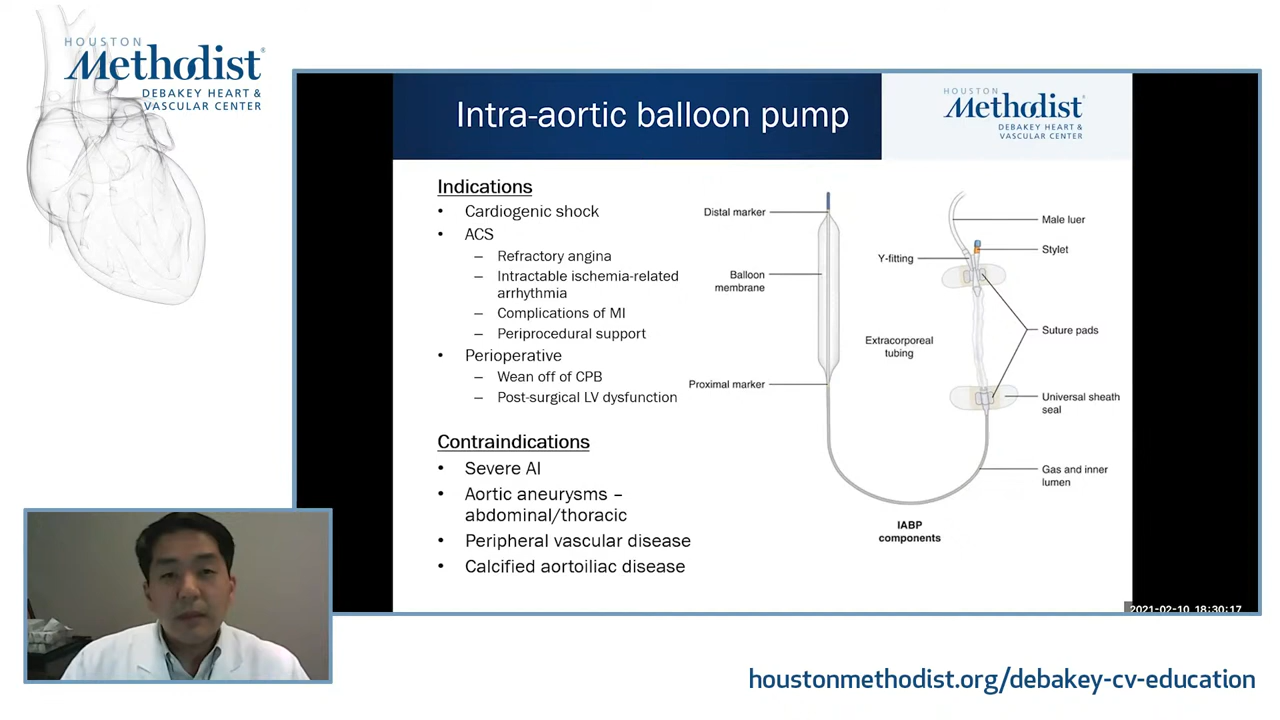 HOUSTON
Methodist
DEBAKEY HEART &
VASCULAR CENTER
Intra-aortic balloon pump
HOUSTON
Methodist
DEBAKEY HEART &
VASCULAR CENTER
Indications
• Cardiogenic shock
• ACS
– Refractory angina
– Intractable ischemia-related
arrhythmia
– Complications of MI
– Periprocedural support
• Perioperative
– Wean off of CPB
– Post-surgical LV dysfunction
Contraindications
• Severe AI
• Aortic aneurysms –
abdominal/thoracic
• Peripheral vascular disease
• Calcified aortoiliac disease
Distal marker
Balloon
membrane
Proximal marker
Extracorporeal
tubing
Y-fitting
Male luer
Stylet
Suture pads
Universal sheath
seal
Gas and inner
lumen
IABP
components
2021-02-10 18:30:17
houstonmethodist.org/debakey-cv-education